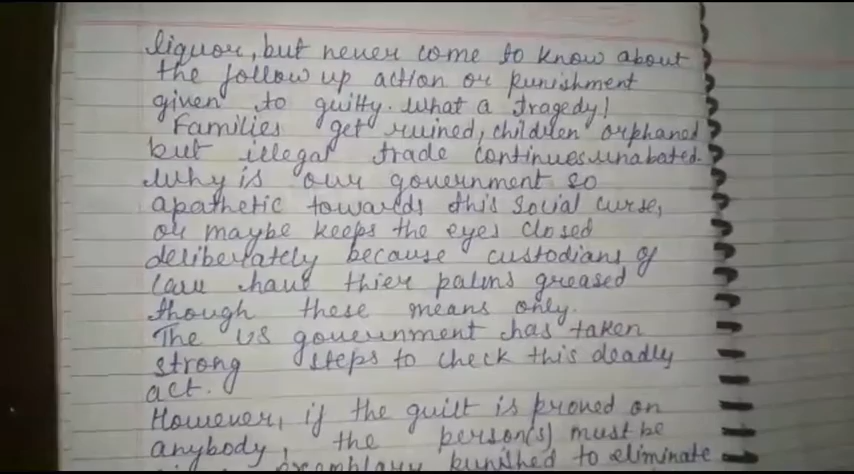 liquor, but never come to know about
the follow up action or punishment
given to guilty. what a tragedy!
Families get ruined, children orphaned
but illegal trade continues unabated.
Why is our government so
apathetic towards this social curse,
or maybe keeps the eyes closed
deliberately because custodians of
law have thier palms greased
though these means only.
The US government has taken
strong steps to check this deadly
act.
However, if the guilt is proved on
anybody, the person(s) must be
punished to eliminate